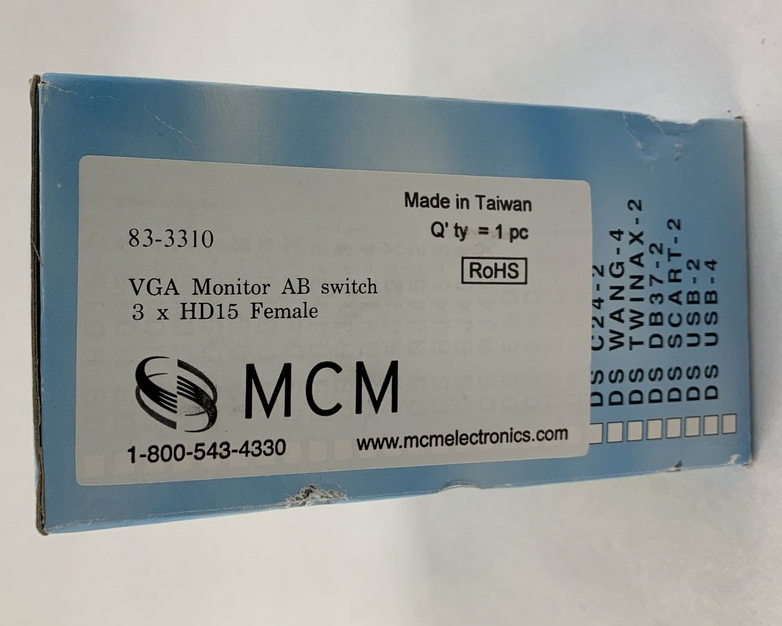 Made in Taiwan
Q' ty = 1 pc
RoHS
83-3310
VGA Monitor AB switch
3 x HD15 Female
MCM
1-800-543-4330
www.mcmelectronics.com
DS C24-2
DS WANG-4
DS TWINAX-2
DS DB37-2
DS SCART-2
DS USB-2
DS USB-4